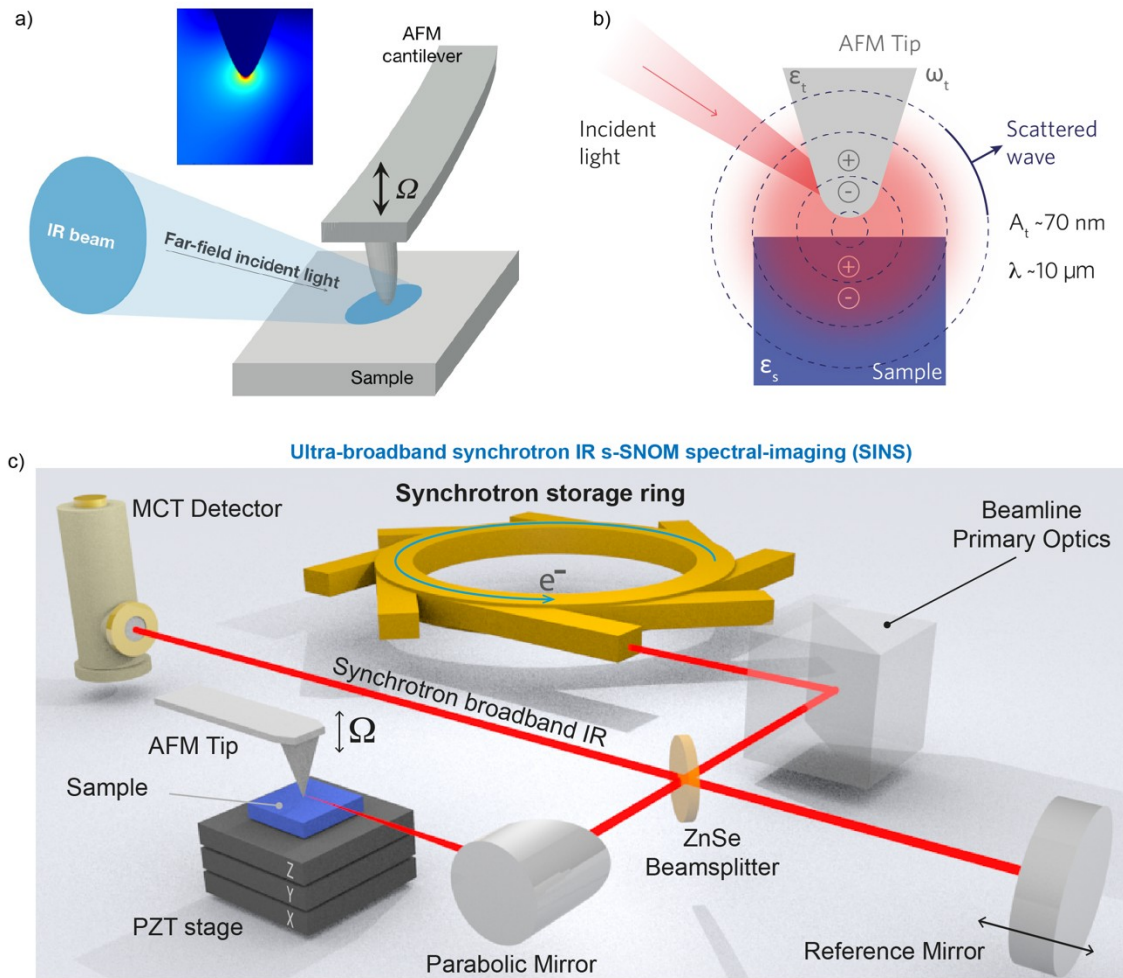 a)
AFM
cantilever
Ω
IR beam
Far-field incident light
Sample
b)
AFM Tip
εt
ωt
Incident
light
Scattered
wave
At ~70 nm
λ ~10 µm
+
-
+
-
εs
Sample
c)
Ultra-broadband synchrotron IR s-SNOM spectral-imaging (SINS)
Synchrotron storage ring
MCT Detector
Beamline
Primary Optics
e-
Synchrotron broadband IR
AFM Tip
Ω
Sample
ZnSe
Beamsplitter
Z
Y
X
PZT stage
Parabolic Mirror
Reference Mirror